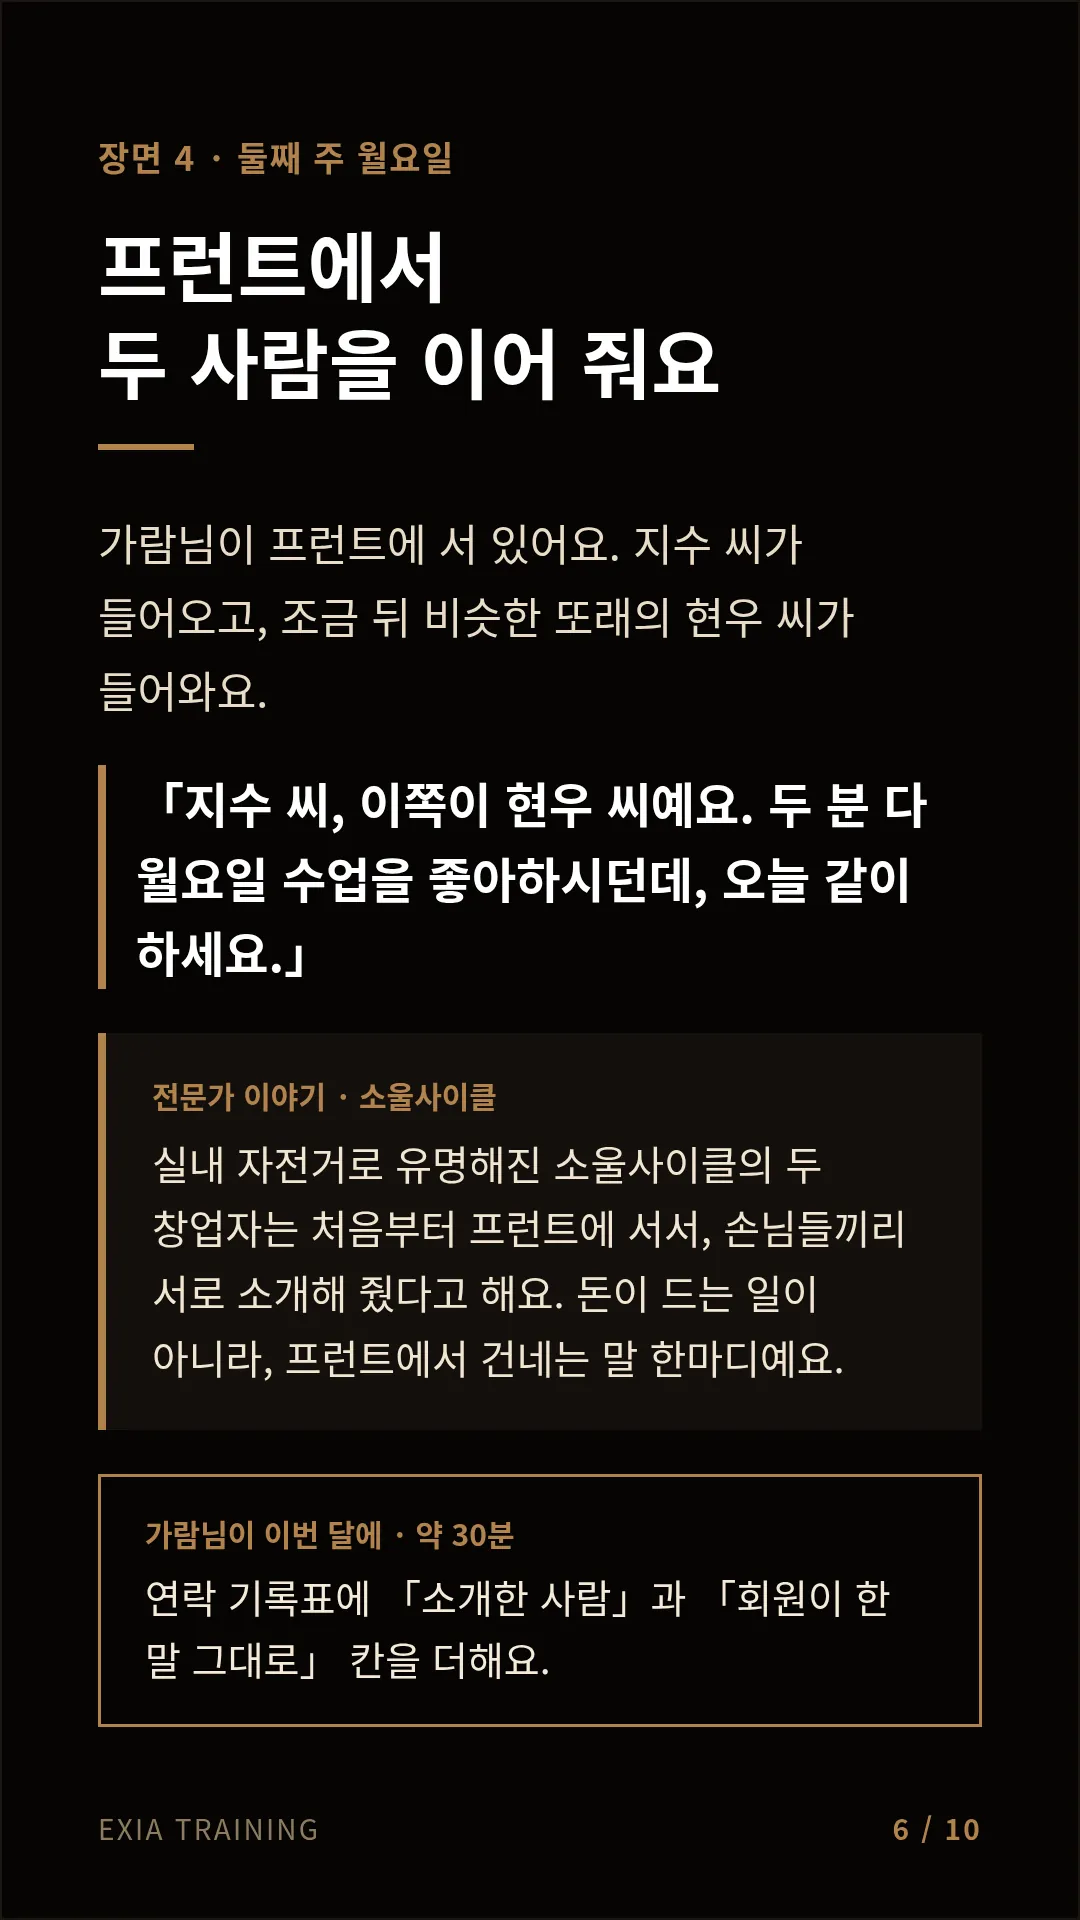 장면 4 · 둘째 주 월요일
프런트에서
두 사람을 이어 줘요
가람님이 프런트에 서 있어요. 지수 씨가
들어오고, 조금 뒤 비슷한 또래의 현우 씨가
들어와요.
「지수 씨, 이쪽이 현우 씨예요. 두 분 다
월요일 수업을 좋아하시던데, 오늘 같이
하세요.」
전문가 이야기 · 소울사이클
실내 자전거로 유명해진 소울사이클의 두
창업자는 처음부터 프런트에 서서, 손님들끼리
서로 소개해 줬다고 해요. 돈이 드는 일이
아니라, 프런트에서 건네는 말 한마디예요.
가람님이 이번 달에 · 약 30분
연락 기록표에 「소개한 사람」과 「회원이 한
말 그대로」 칸을 더해요.
EXIA TRAINING
6 / 10